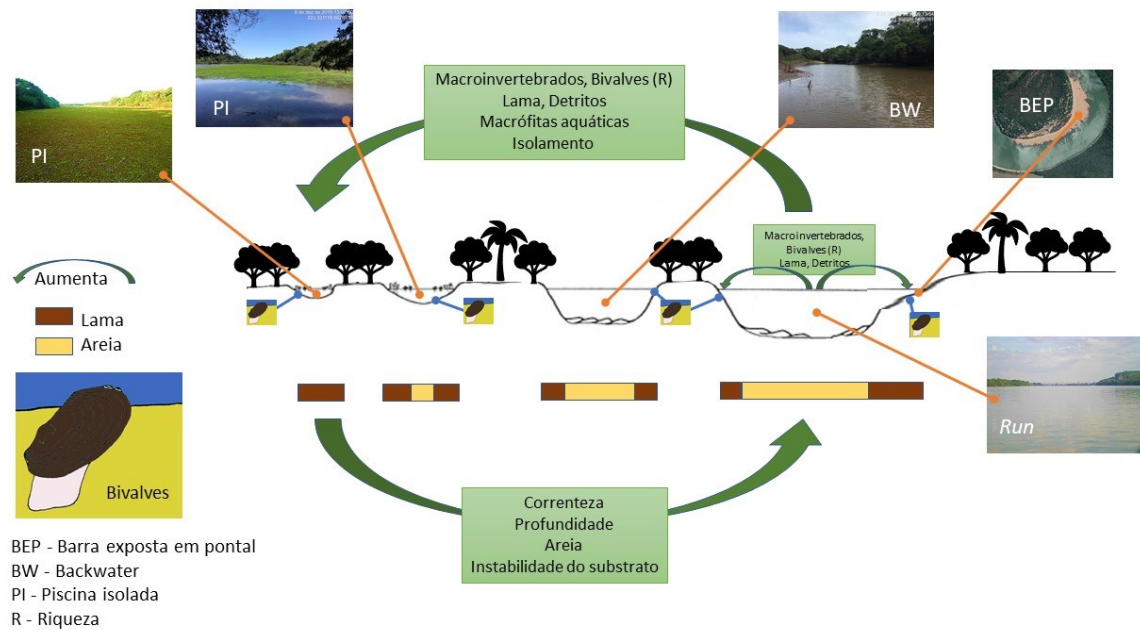 PI
PI
Macroinvertebrados, Bivalves (R)
Lama, Detritos
Macrófitas aquáticas
Isolamento
BW
BEP
Macroinvertebrados,
Bivalves (R)
Lama, Detritos
Aumenta
Lama
Areia
Bivalves
Run
Correnteza
Profundidade
Areia
Instabilidade do substrato
BEP - Barra exposta em pontal
BW - Backwater
PI - Piscina isolada
R - Riqueza